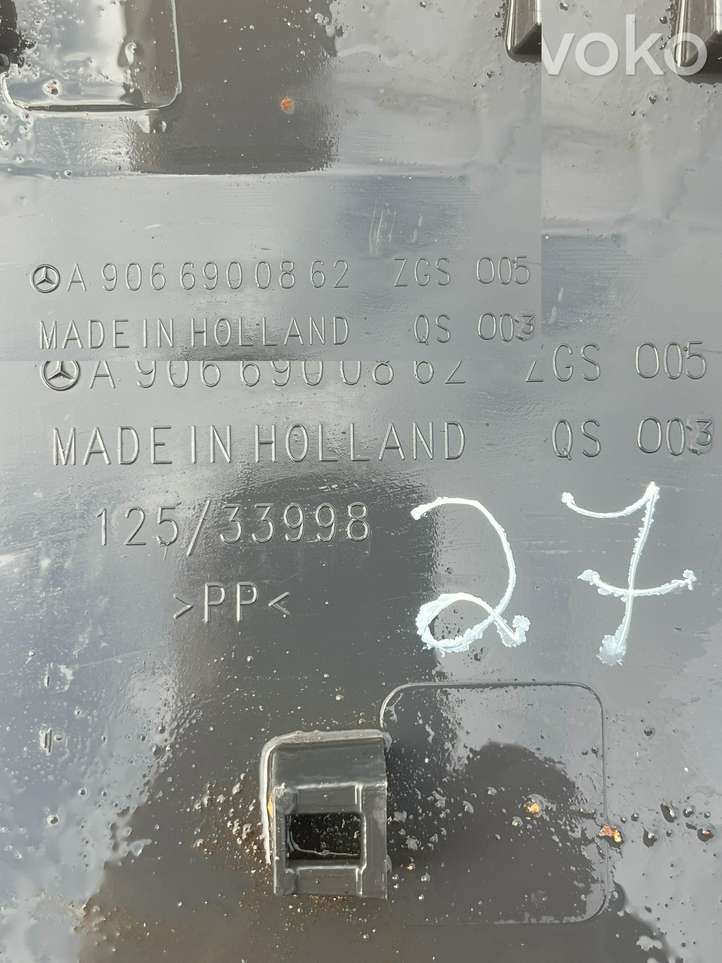 voko
A 906 690 08 62 ZGS 005
MADE IN HOLLAND QS 003
A 906 690 08 62 ZGS 005
MADE IN HOLLAND QS 003
125/33998
>PP<
27